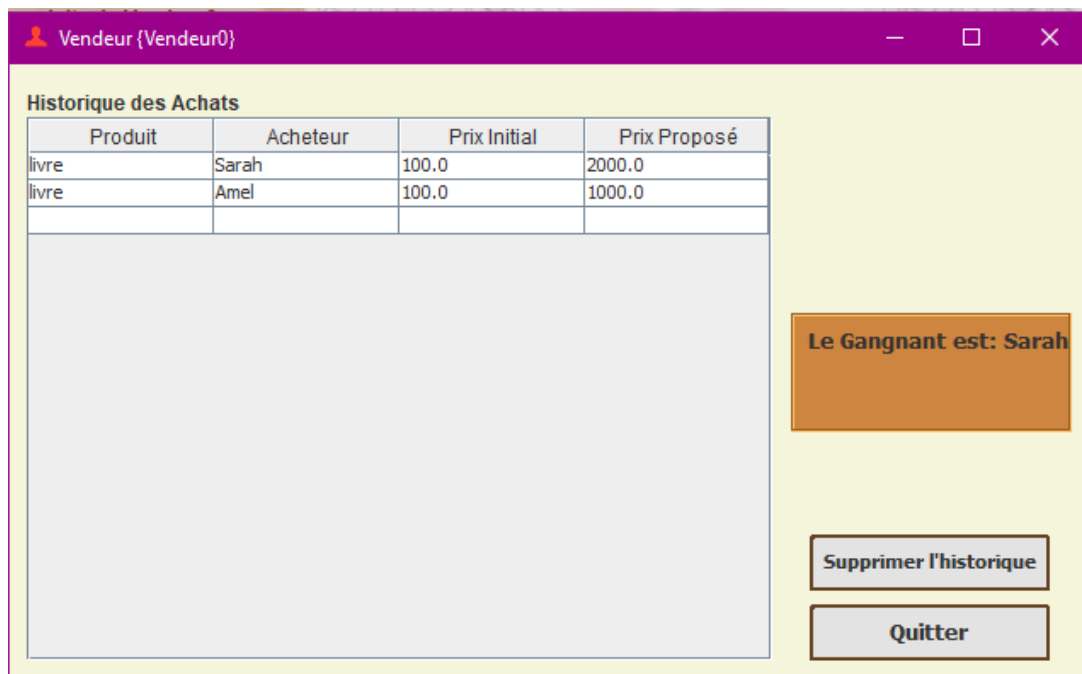 Vendeur {Vendeur0}
Historique des Achats
Produit Acheteur Prix Initial Prix Proposé
livre Sarah 100.0 2000.0
livre Amel 100.0 1000.0
Le Gangnant est: Sarah
Supprimer l'historique
Quitter